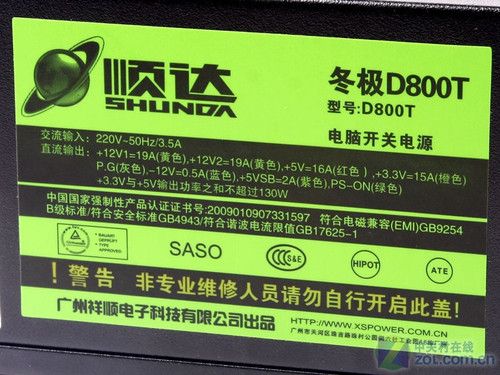 顺达
SHUNDA
冬极D800T
型号:D800T
电脑开关电源
交流输入：220V~50Hz/3.5A
直流输出：+12V1=19A(黄色),+12V2=19A(黄色),+5V=16A(红色),+3.3V=15A(橙色)
P.G(灰色),-12V=0.5A(蓝色),+5VSB=2A(紫色),PS-ON(绿色)
+3.3V与+5V输出功率之和不超过130W
中国国家强制性产品认证证书号:2009010907331597 符合电磁兼容(EMI)GB9254
B级标准/符合安全标准GB4943/符合谐波电流限值GB17625-1
BAUART
GEPRÜFT
TYPE
APPROVED
SASO
CCC S&E
HIPOT
ATE
!警告 非专业维修人员请勿自行开启此盖!
广州祥顺电子科技有限公司出品
HTTP://WWW.XSPOWER.COM.CN
中关村在线
zol.com.cn